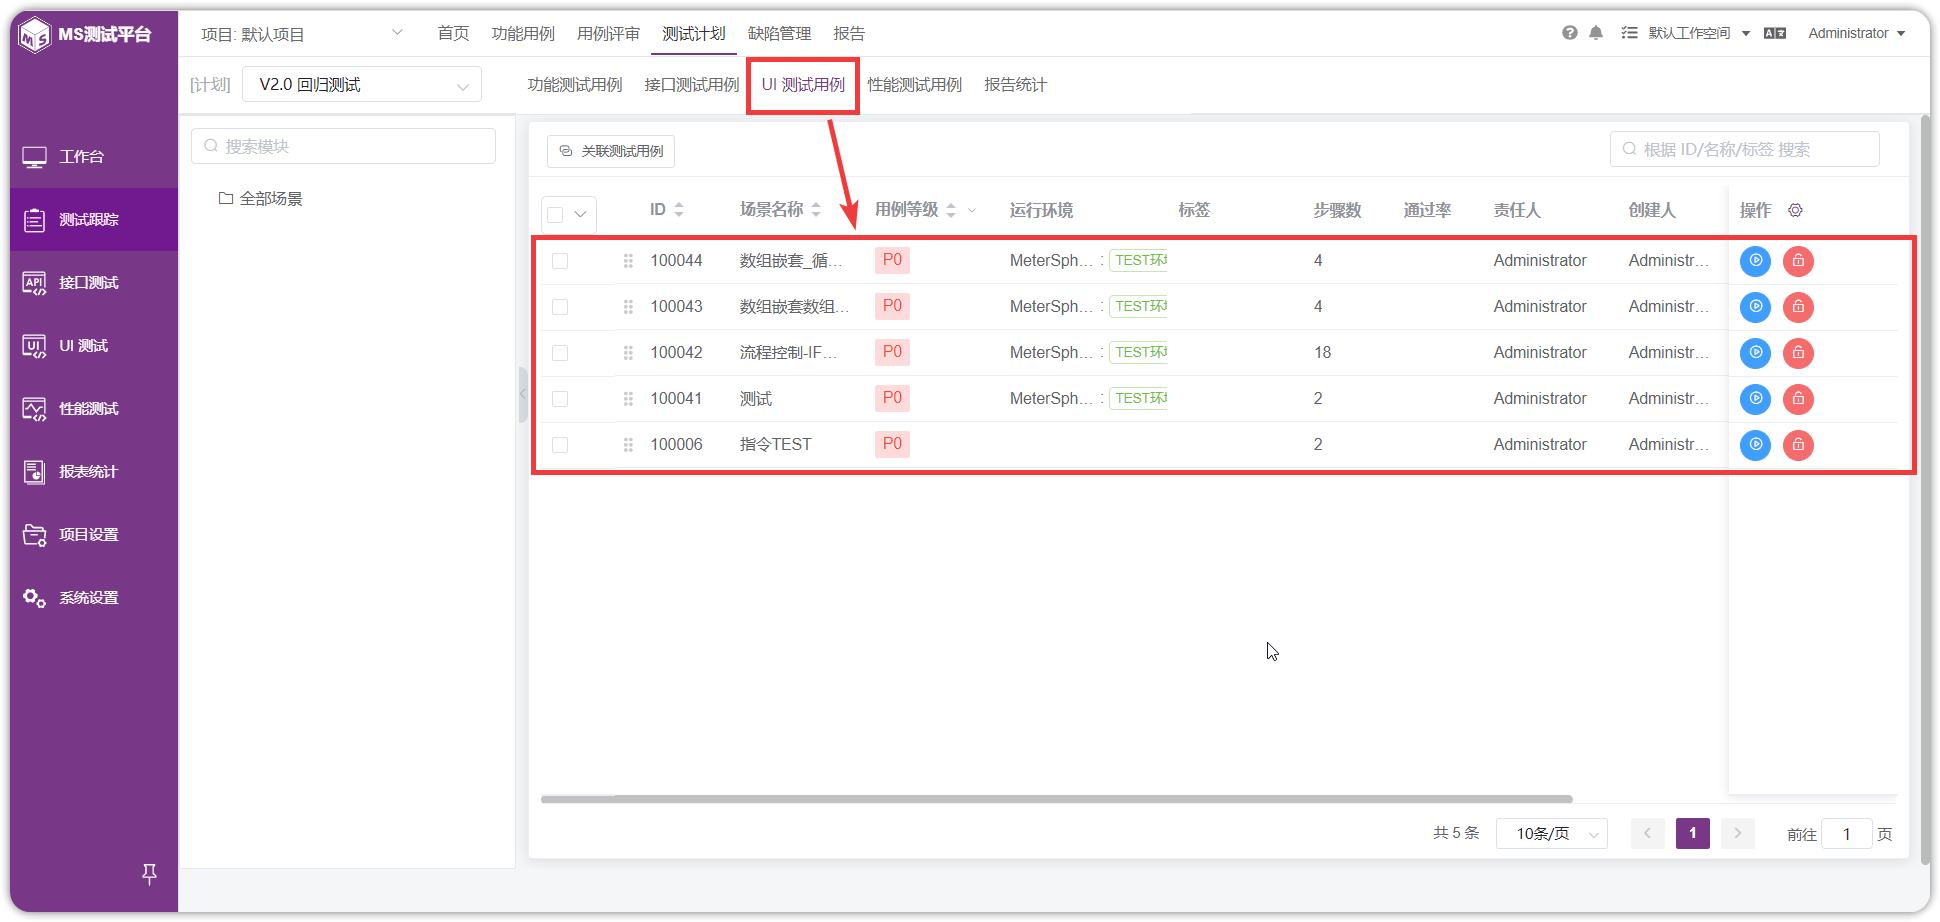 MS测试平台
项目: 默认项目
首页 功能用例 用例评审 测试计划 缺陷管理 报告
默认工作空间 Administrator
[计划] V2.0 回归测试
功能测试用例 接口测试用例 UI 测试用例 性能测试用例 报告统计
工作台
测试跟踪
接口测试
UI 测试
性能测试
报表统计
项目设置
系统设置
搜索模块
全部场景
关联测试用例
根据 ID/名称/标签 搜索
ID 场景名称 用例等级 运行环境 标签 步骤数 通过率 责任人 创建人 操作
100044 数组嵌套_循... P0 MeterSph... : TEST环 4 Administrator Administr...
100043 数组嵌套数组... P0 MeterSph... : TEST环 4 Administrator Administr...
100042 流程控制-IF... P0 MeterSph... : TEST环 18 Administrator Administr...
100041 测试 P0 MeterSph... : TEST环 2 Administrator Administr...
100006 指令TEST P0 2 Administrator Administr...
共 5 条 10条/页 1 前往 1 页